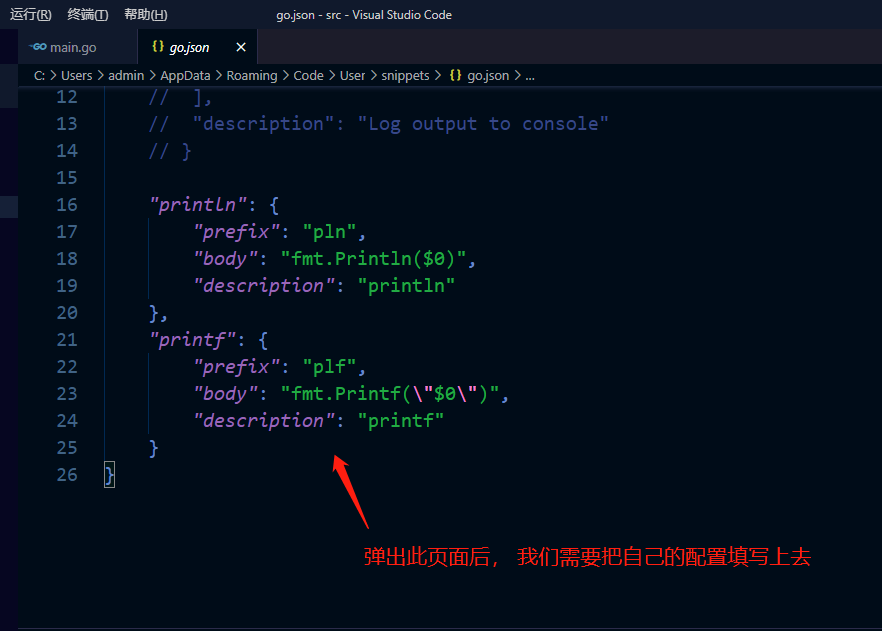 运行(R) 终端(T) 帮助(H) go.json - src - Visual Studio Code
GO main.go {} go.json ×
C: > Users > admin > AppData > Roaming > Code > User > snippets > {} go.json > ...
12 // ],
13 // "description": "Log output to console"
14 // }
15
16 "println": {
17 "prefix": "pln",
18 "body": "fmt.Println($0)",
19 "description": "println"
20 },
21 "printf": {
22 "prefix": "plf",
23 "body": "fmt.Printf(\"$0\")",
24 "description": "printf"
25 }
26 }
弹出此页面后， 我们需要把自己的配置填写上去